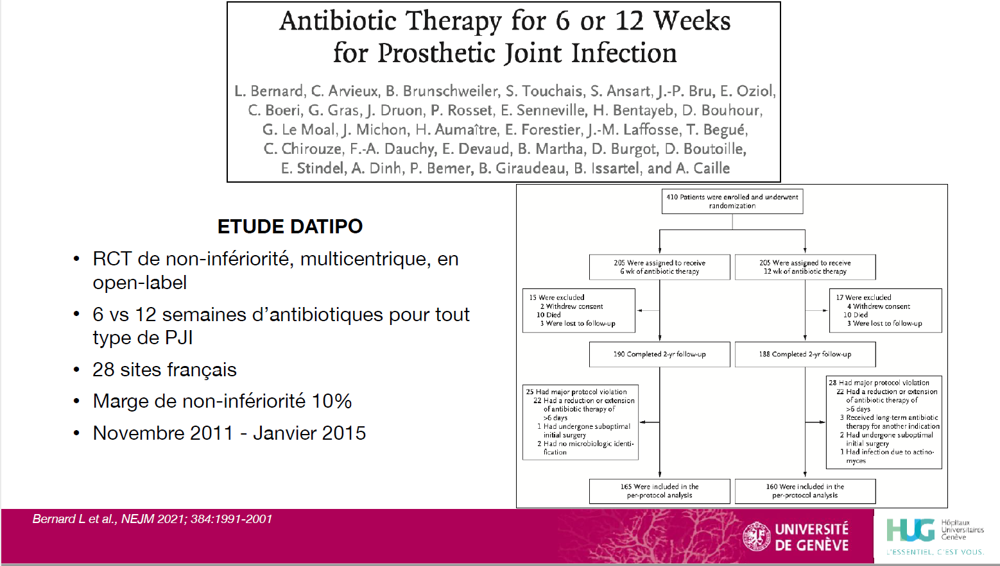 Antibiotic Therapy for 6 or 12 Weeks
for Prosthetic Joint Infection
L. Bernard, C. Arvieux, B. Brunschweiler, S. Touchais, S. Ansart, J.-P. Bru, E. Oziol,
C. Boeri, G. Gras, J. Druon, P. Rosset, E. Senneville, H. Bentayeb, D. Bouhour,
G. Le Moal, J. Michon, H. Aumaître, E. Forestier, J.-M. Laffosse, T. Begué,
C. Chirouze, F.-A. Dauchy, E. Devaud, B. Martha, D. Burgot, D. Boutoille,
E. Stindel, A. Dinh, P. Bemer, B. Giraudeau, B. Issartel, and A. Caille
ETUDE DATIPO
• RCT de non-infériorité, multicentrique, en
open-label
• 6 vs 12 semaines d’antibiotiques pour tout
type de PJI
• 28 sites français
• Marge de non-infériorité 10%
• Novembre 2011 - Janvier 2015
410 Patients were enrolled and underwent
randomization
205 Were assigned to receive
6 wk of antibiotic therapy
205 Were assigned to receive
12 wk of antibiotic therapy
15 Were excluded
2 Withdrew consent
10 Died
3 Were lost to follow-up
17 Were excluded
4 Withdrew consent
10 Died
3 Were lost to follow-up
190 Completed 2-yr follow-up
188 Completed 2-yr follow-up
25 Had major protocol violation
22 Had a reduction or extension
of antibiotic therapy of
>6 days
1 Had undergone suboptimal
initial surgery
2 Had no microbiologic identi-
fication
28 Had major protocol violation
22 Had a reduction or extension
of antibiotic therapy of
>6 days
3 Received long-term antibiotic
therapy for another indication
2 Had undergone suboptimal
initial surgery
1 Had infection due to actino-
myces
165 Were included in the
per-protocol analysis
160 Were included in the
per-protocol analysis
Bernard L et al., NEJM 2021; 384:1991-2001
UNIVERSITÉ
DE GENÈVE
HUG
Hôpitaux
Universitaires
Genève
L'ESSENTIEL, C'EST VOUS.